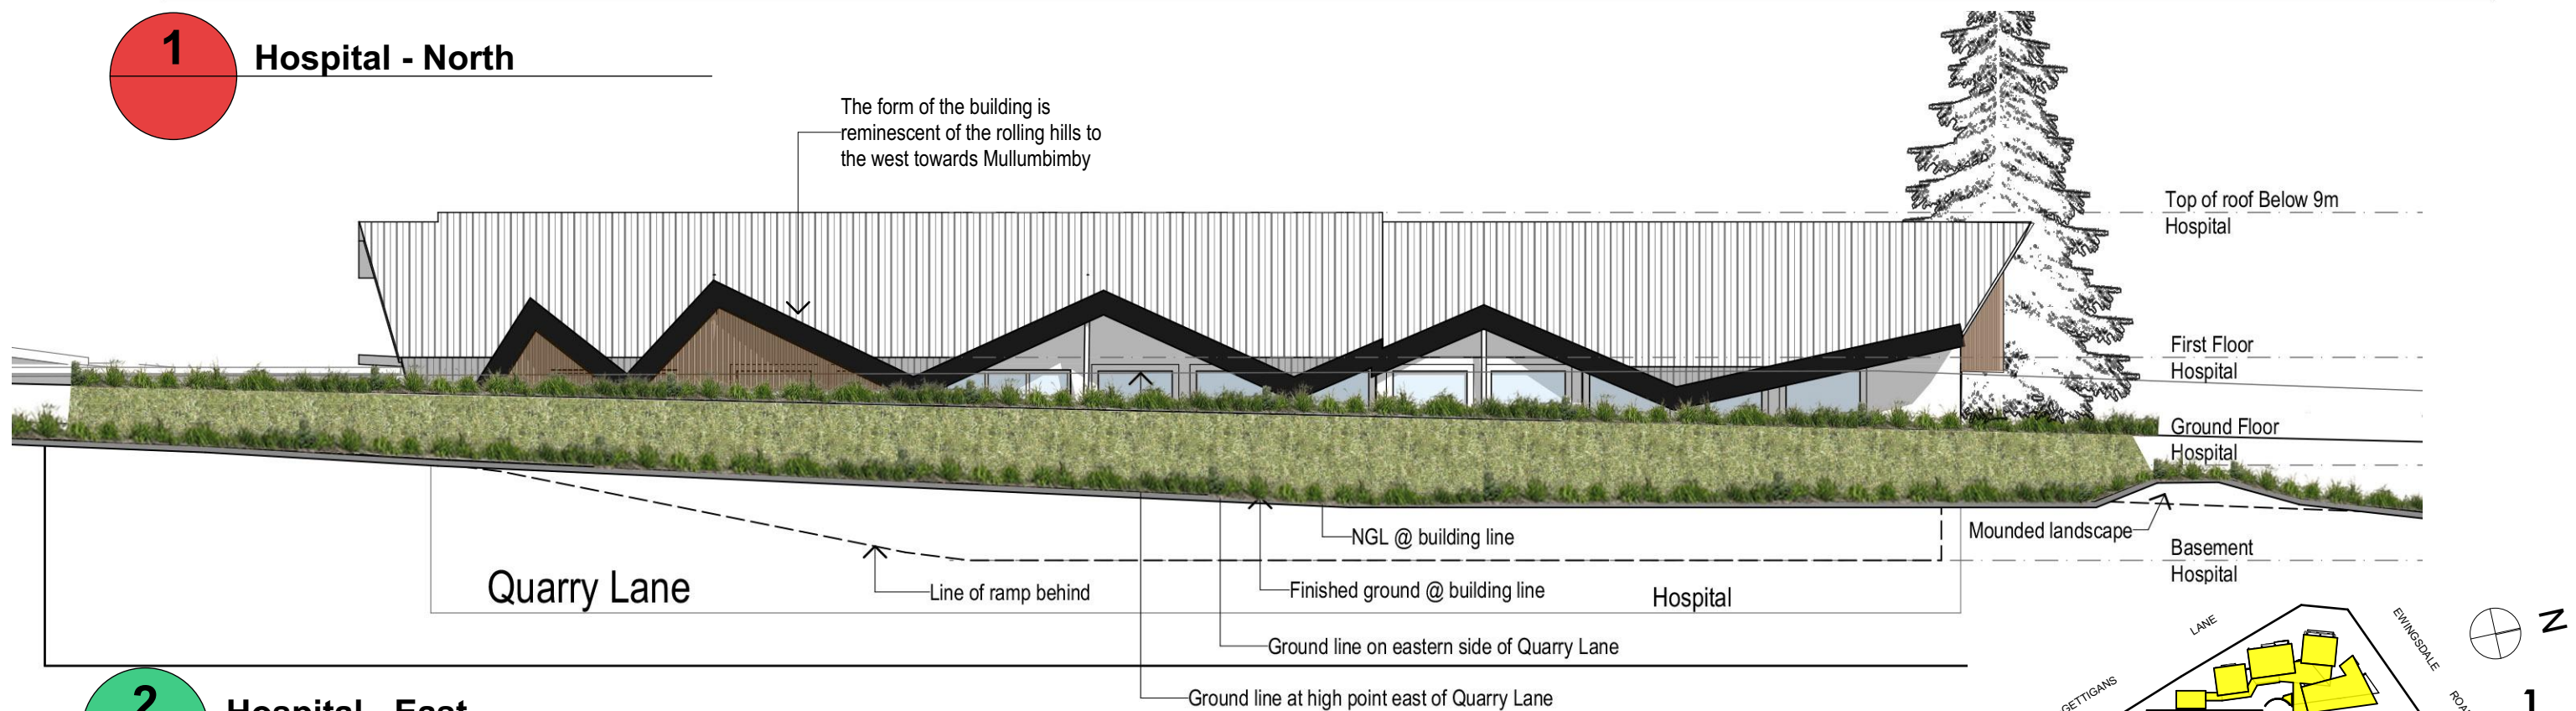 1
Hospital - North
The form of the building is
reminescent of the rolling hills to
the west towards Mullumbimby
Top of roof Below 9m
Hospital
First Floor
Hospital
Ground Floor
Hospital
NGL @ building line
Mounded landscape
Basement
Hospital
Quarry Lane
Line of ramp behind
Finished ground @ building line
Hospital
Ground line on eastern side of Quarry Lane
Ground line at high point east of Quarry Lane
LANE
EWINGSDALE
N
GETTIGANS
1
2
Hospital - East